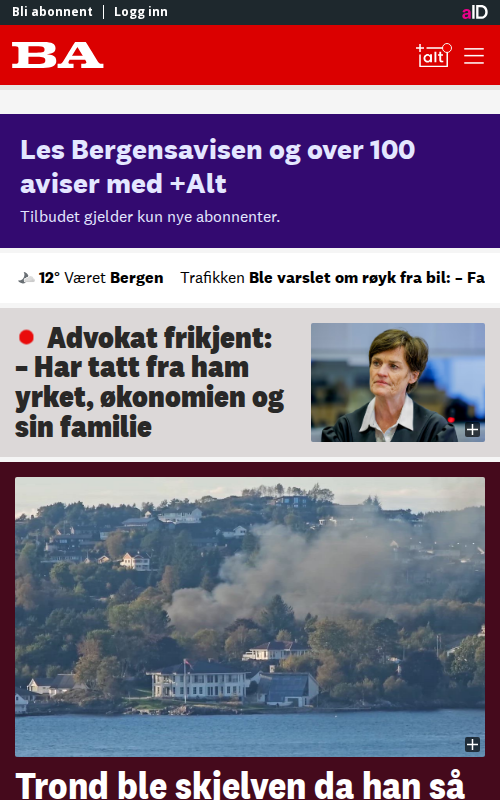 Bli abonnent | Logg inn
aID
BA
+alt
Les Bergensavisen og over 100
aviser med +Alt
Tilbudet gjelder kun nye abonnenter.
12° Været Bergen Trafikken Ble varslet om røyk fra bil: – Fa
Advokat frikjent:
– Har tatt fra ham
yrket, økonomien og
sin familie
Trond ble skjelven da han så